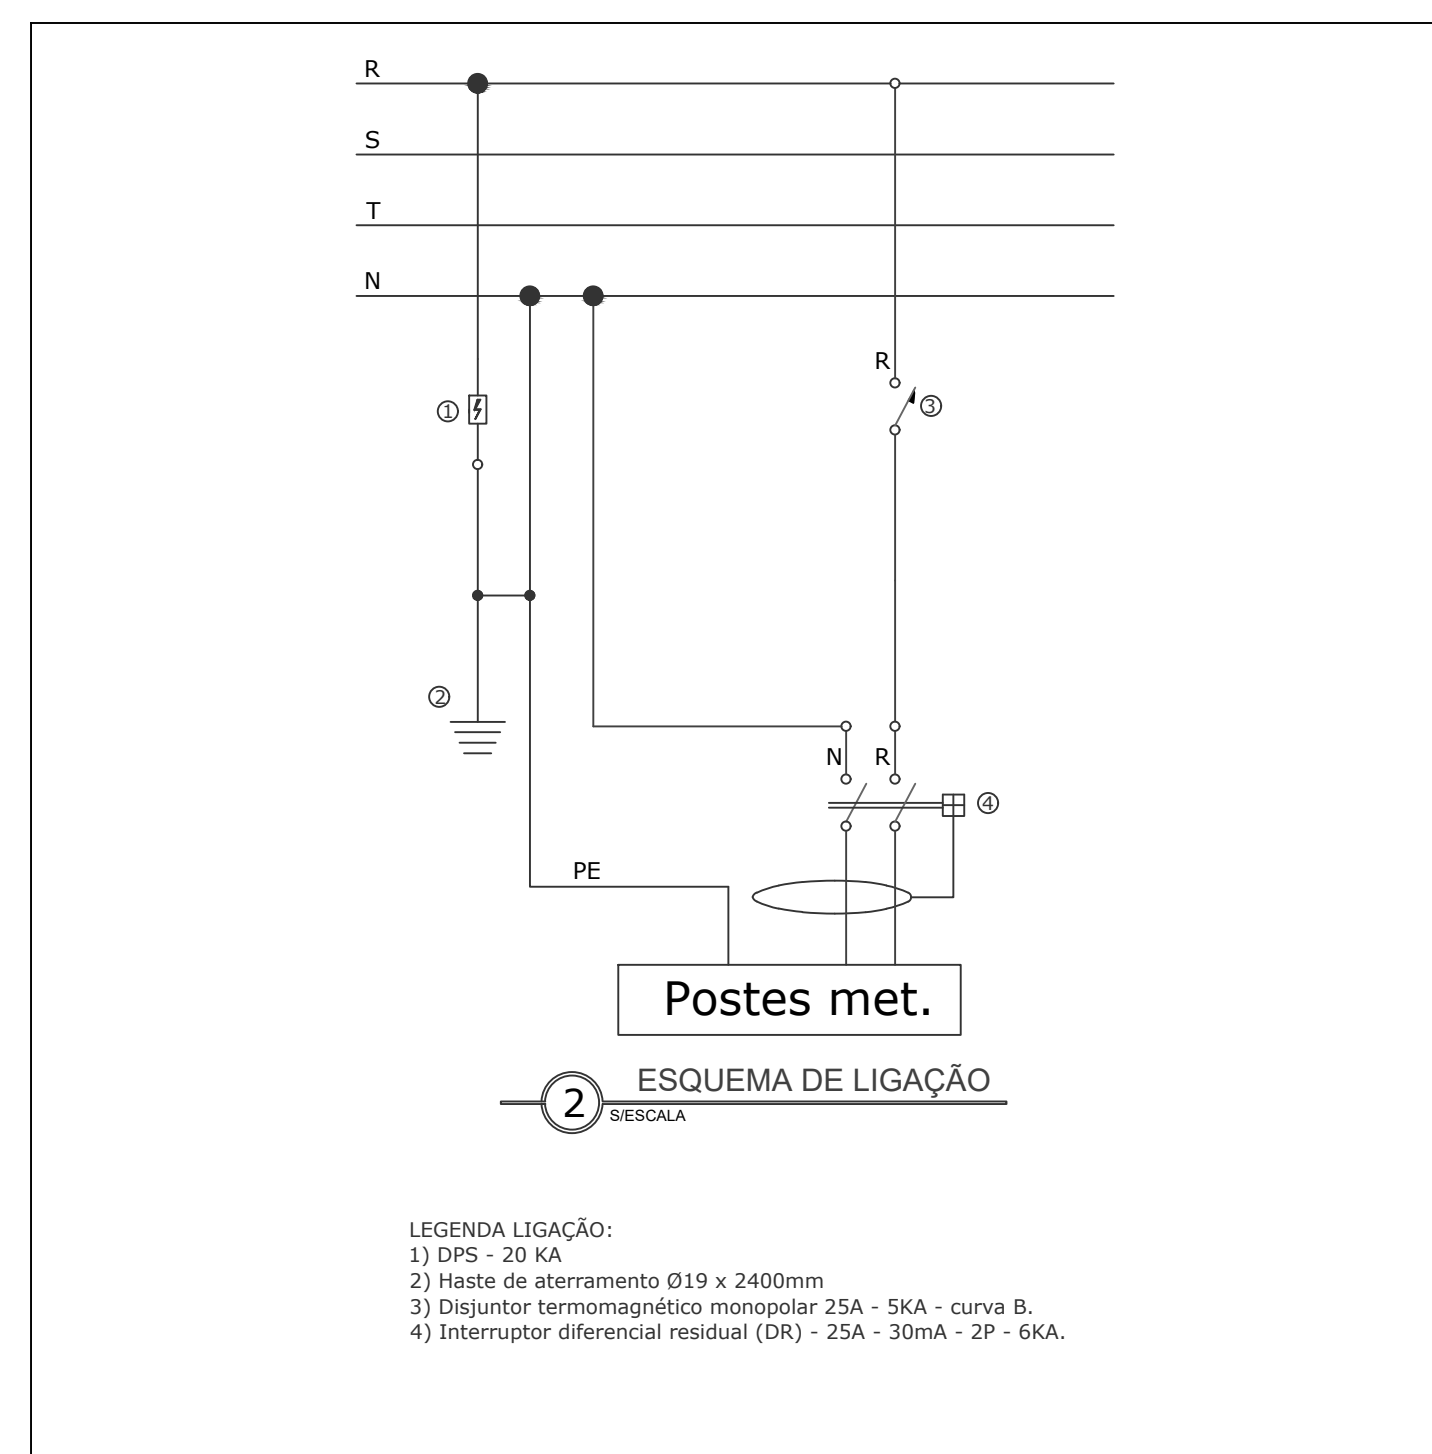 R
S
T
N
R
①
③
②
N R
④
PE
Postes met.
ESQUEMA DE LIGAÇÃO
2
S/ESCALA
LEGENDA LIGAÇÃO:
1) DPS - 20 KA
2) Haste de aterramento Ø19 x 2400mm
3) Disjuntor termomagnético monopolar 25A - 5KA - curva B.
4) Interruptor diferencial residual (DR) - 25A - 30mA - 2P - 6KA.